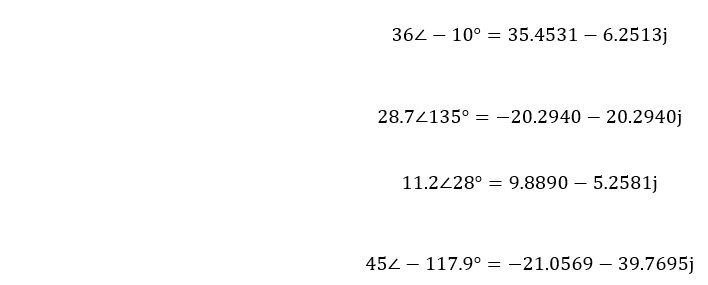 36∠ − 10° = 35.4531 − 6.2513j
28.7∠135° = −20.2940 − 20.2940j
11.2∠28° = 9.8890 − 5.2581j
45∠ − 117.9° = −21.0569 − 39.7695j